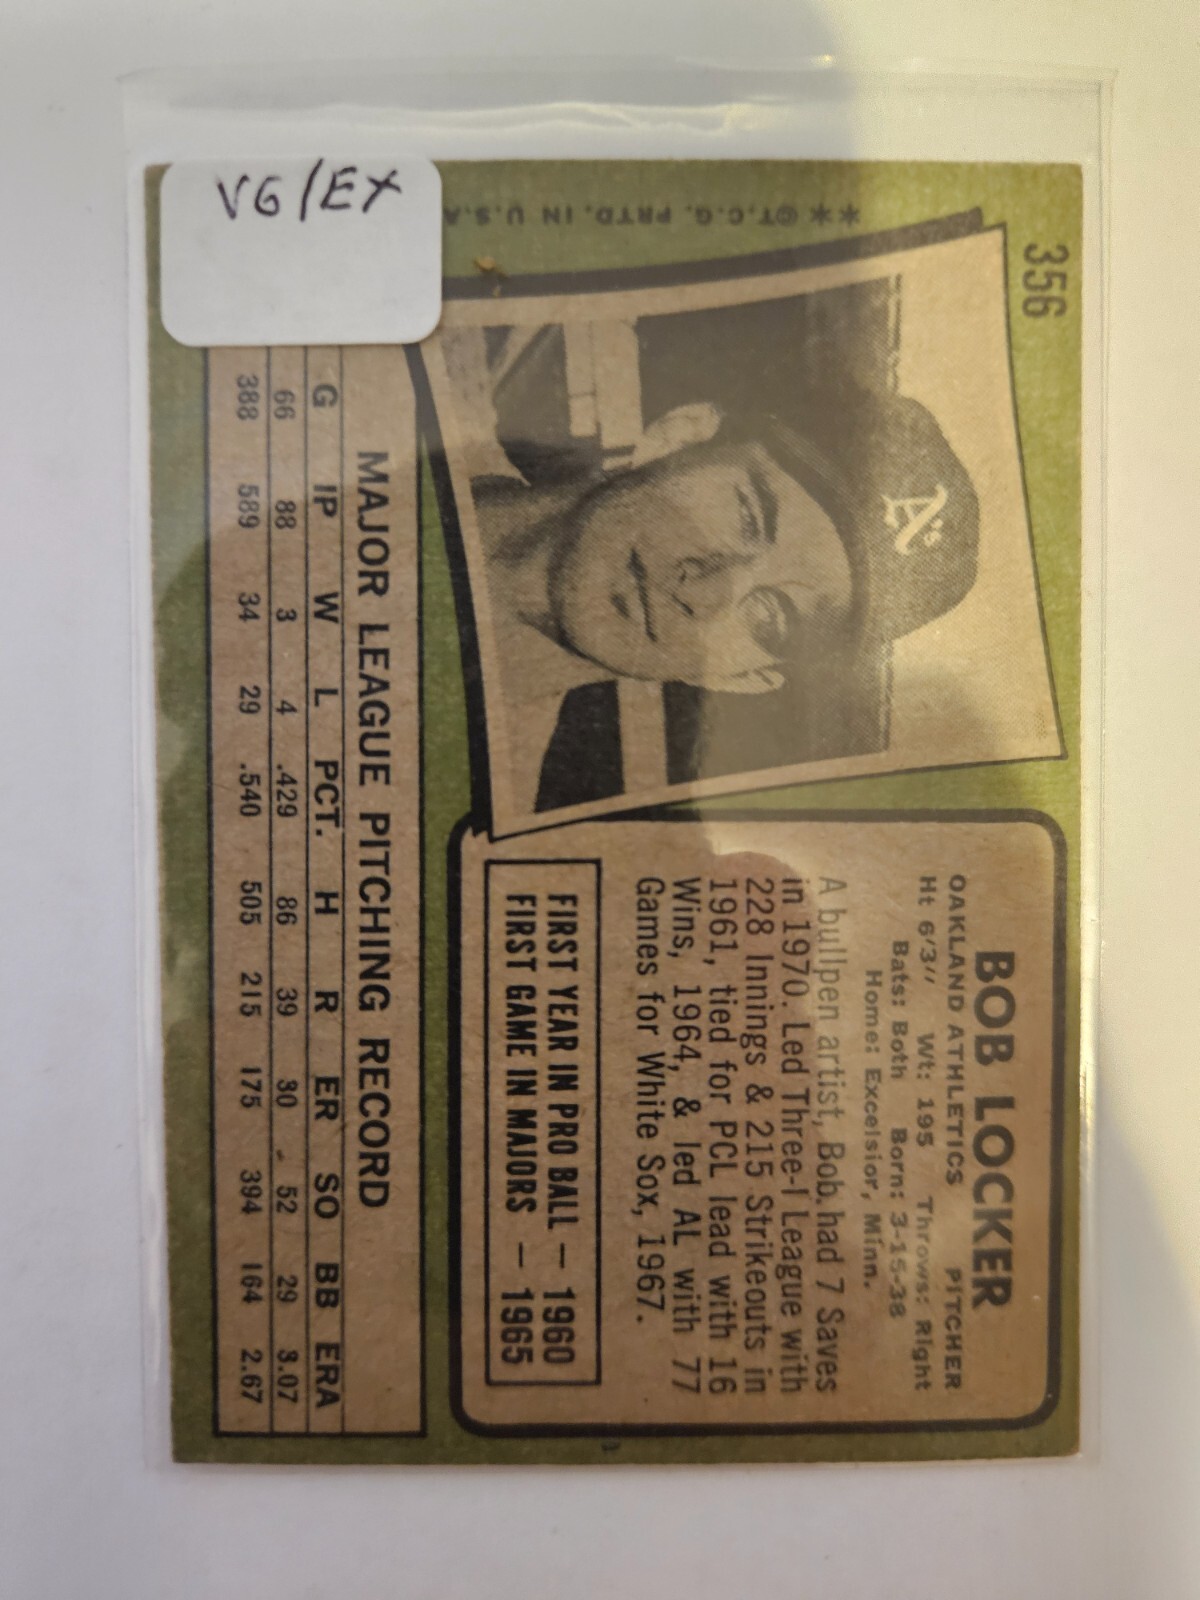 VG/EX
**©T.C.G. PRTD. IN U.S.A.
356
A's
BOB LOCKER
OAKLAND ATHLETICS PITCHER
Ht 6'3" Wt: 195 Throws: Right
Bats: Both Born: 3-15-38
Home: Excelsior, Minn.
A bullpen artist, Bob had 7 Saves
in 1970. Led Three-I League with
228 Innings & 215 Strikeouts in
1961, tied for PCL lead with 16
Wins, 1964, & led AL with 77
Games for White Sox, 1967.
FIRST YEAR IN PRO BALL — 1960
FIRST GAME IN MAJORS — 1965
MAJOR LEAGUE PITCHING RECORD
G IP W L PCT. H R ER SO BB ERA
66 88 3 4 .429 86 39 30 52 29 3.07
388 589 34 29 .540 505 215 175 394 164 2.67